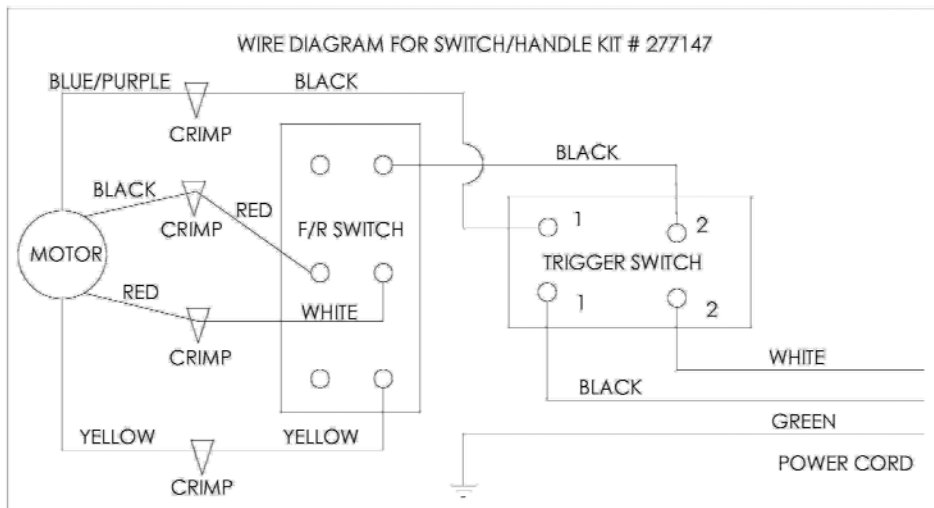 WIRE DIAGRAM FOR SWITCH/HANDLE KIT # 277147
BLUE/PURPLE
BLACK
CRIMP
BLACK
BLACK
RED
CRIMP
F/R SWITCH
1
2
MOTOR
TRIGGER SWITCH
RED
WHITE
1
2
CRIMP
WHITE
BLACK
YELLOW
YELLOW
GREEN
CRIMP
POWER CORD